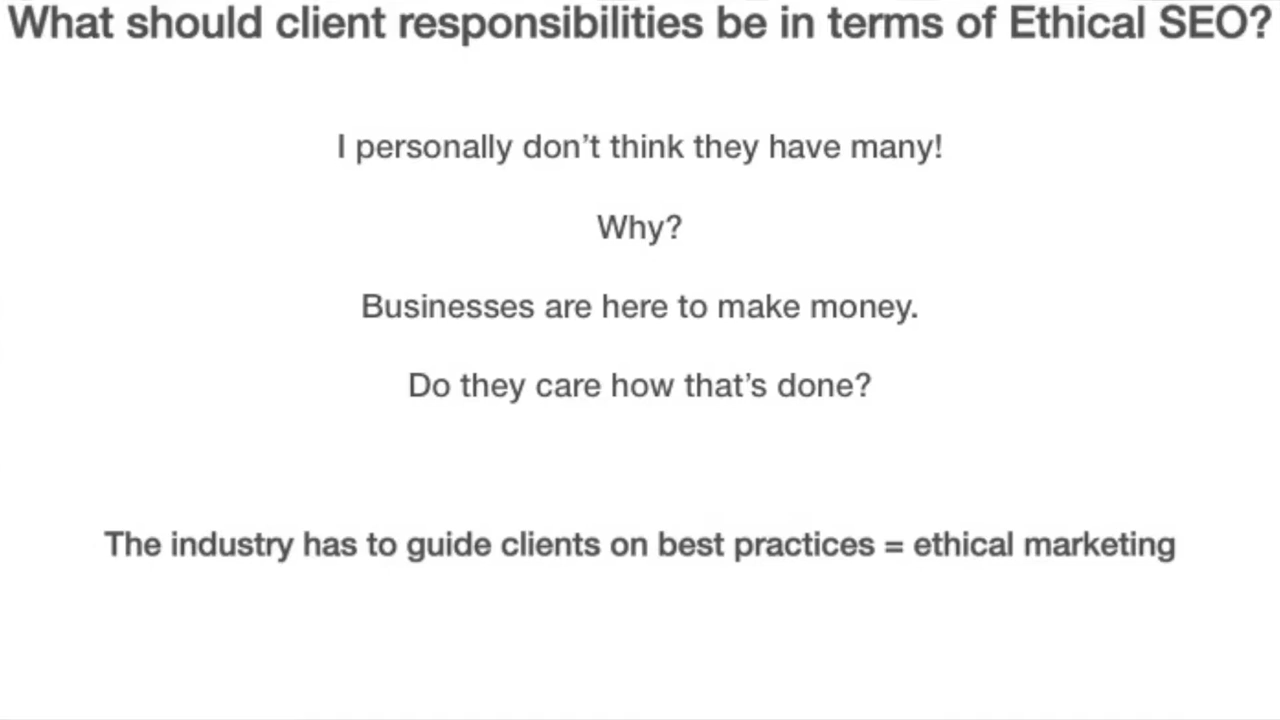 What should client responsibilities be in terms of Ethical SEO?
I personally don’t think they have many!
Why?
Businesses are here to make money.
Do they care how that’s done?
The industry has to guide clients on best practices = ethical marketing